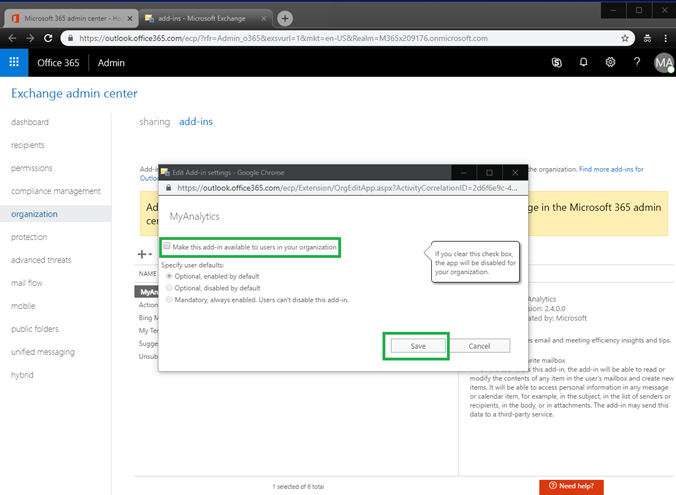 Microsoft 365 admin center - Ho
add-ins - Microsoft Exchange
https://outlook.office365.com/ecp/?rfr=Admin_o365&exsvurl=1&mkt=en-US&Realm=M365x209176.onmicrosoft.com
Office 365
Admin
MA
Exchange admin center
dashboard
recipients
permissions
compliance management
organization
protection
advanced threats
mail flow
mobile
public folders
unified messaging
hybrid
sharing add-ins
Add-in
Outloo
the organization. Find more add-ins for
Ad
cer
ge in the Microsoft 365 admin
NAME
MyAna
Action
Bing M
My Tem
Sugge
Unsub
Edit Add-in settings - Google Chrome
https://outlook.office365.com/ecp/Extension/OrgEditApp.aspx?ActivityCorrelationID=2d6f6e9c-4...
MyAnalytics
Make this add-in available to users in your organization
Specify user defaults:
Optional, enabled by default
Optional, disabled by default
Mandatory, always enabled. Users can't disable this add-in.
If you clear this check box,
the app will be disabled for
your organization.
Save
Cancel
Analytics
sion: 2.4.0.0
ated by: Microsoft
es email and meeting efficiency insights and tips.
rite mailbox
this add-in, the add-in will be able to read or
modify the contents of any item in the user's mailbox and create new
items. It will be able to access personal information in any message
or calendar item, for example, in the subject, in the list of senders or
recipients, in the body, or in attachments. The add-in may send this
data to a third-party service.
1 selected of 6 total
Need help?